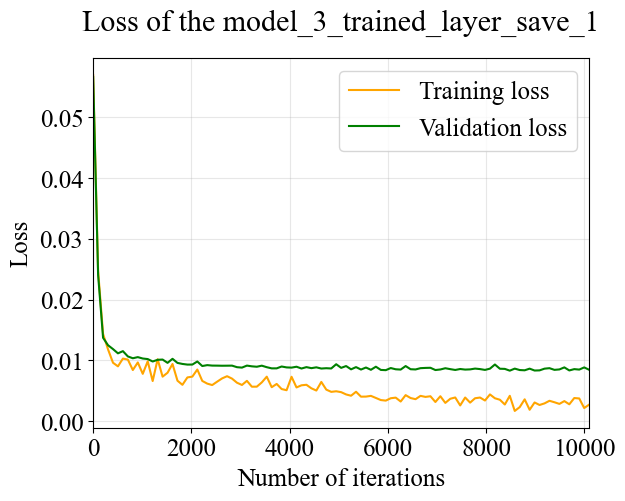 Loss of the model_3_trained_layer_save_1
Training loss
Validation loss
0.05
0.04
0.03
0.02
0.01
0.00
Loss
0
2000
4000
6000
8000
10000
Number of iterations